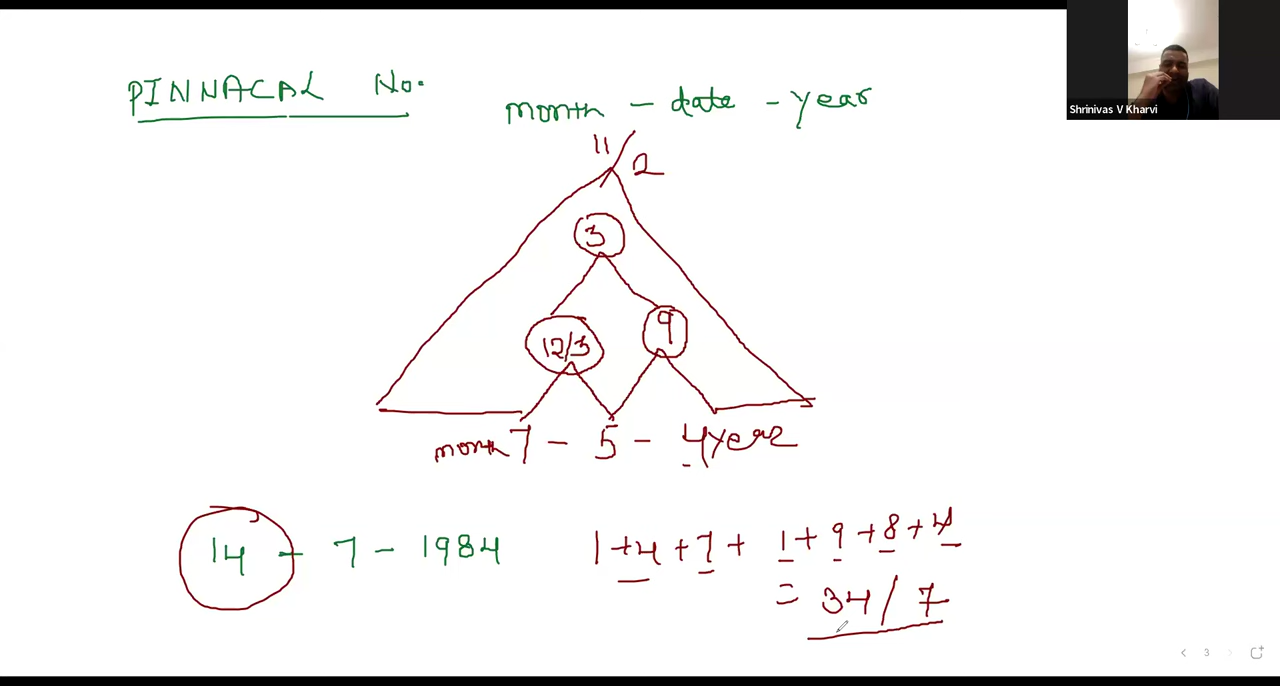 PINNACAL No.
month - date - year
Shrinivas V Kharvi
11/2
3
12/3 9
month 7 - 5 - 4 year
14 - 7 - 1984
1+4+7+ 1+9+8+4
= 34/7
3